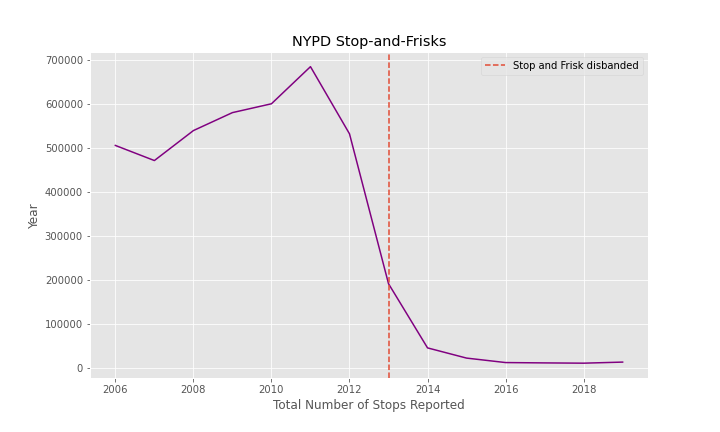 NYPD Stop-and-Frisks
Stop and Frisk disbanded
700000
600000
500000
400000
300000
200000
100000
0
Year
2006 2008 2010 2012 2014 2016 2018
Total Number of Stops Reported